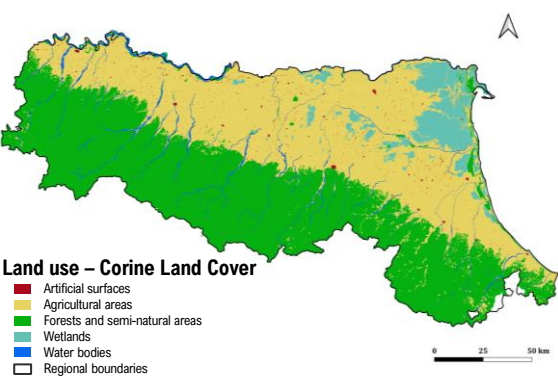 Land use – Corine Land Cover
Artificial surfaces
Agricultural areas
Forests and semi-natural areas
Wetlands
Water bodies
Regional boundaries
0 25 50 km